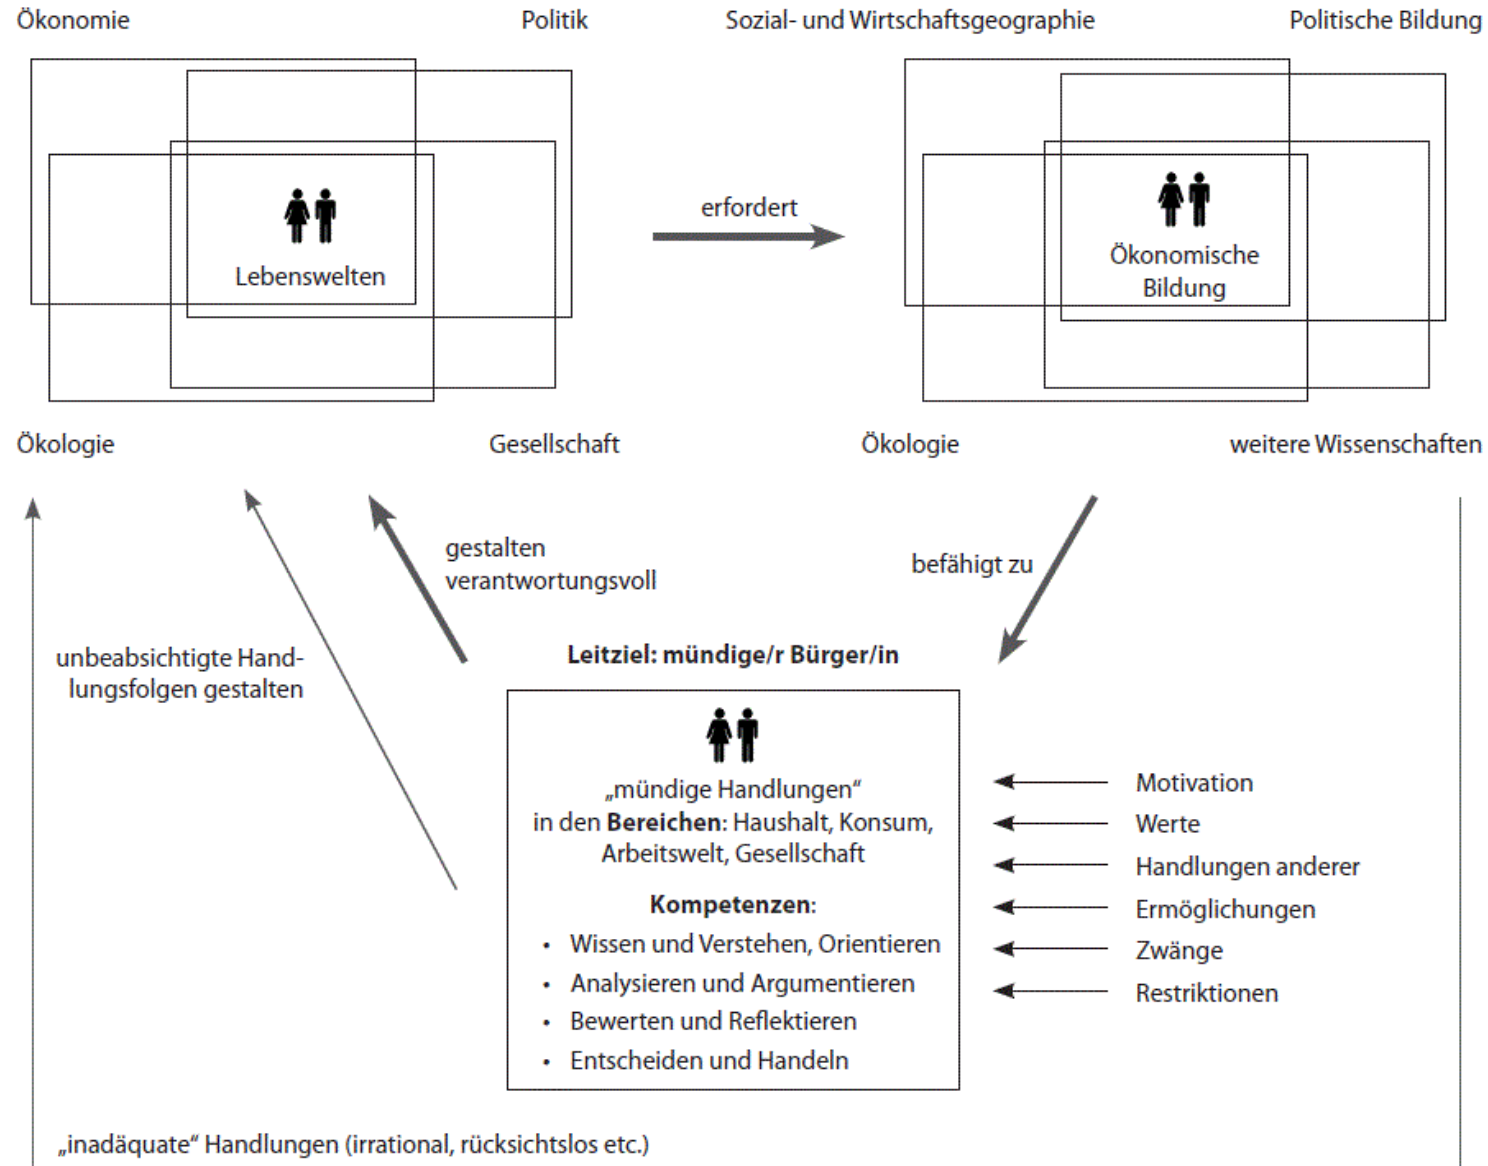 Ökonomie
Politik
Sozial- und Wirtschaftsgeographie
Politische Bildung
Lebenswelten
erfordert
Ökonomische
Bildung
Ökologie
Gesellschaft
Ökologie
weitere Wissenschaften
gestalten
verantwortungsvoll
befähigt zu
unbeabsichtigte Hand-
lungsfolgen gestalten
Leitziel: mündige/r Bürger/in
„mündige Handlungen“
in den Bereichen: Haushalt, Konsum,
Arbeitswelt, Gesellschaft
Kompetenzen:
• Wissen und Verstehen, Orientieren
• Analysieren und Argumentieren
• Bewerten und Reflektieren
• Entscheiden und Handeln
Motivation
Werte
Handlungen anderer
Ermöglichungen
Zwänge
Restriktionen
„inadäquate“ Handlungen (irrational, rücksichtslos etc.)